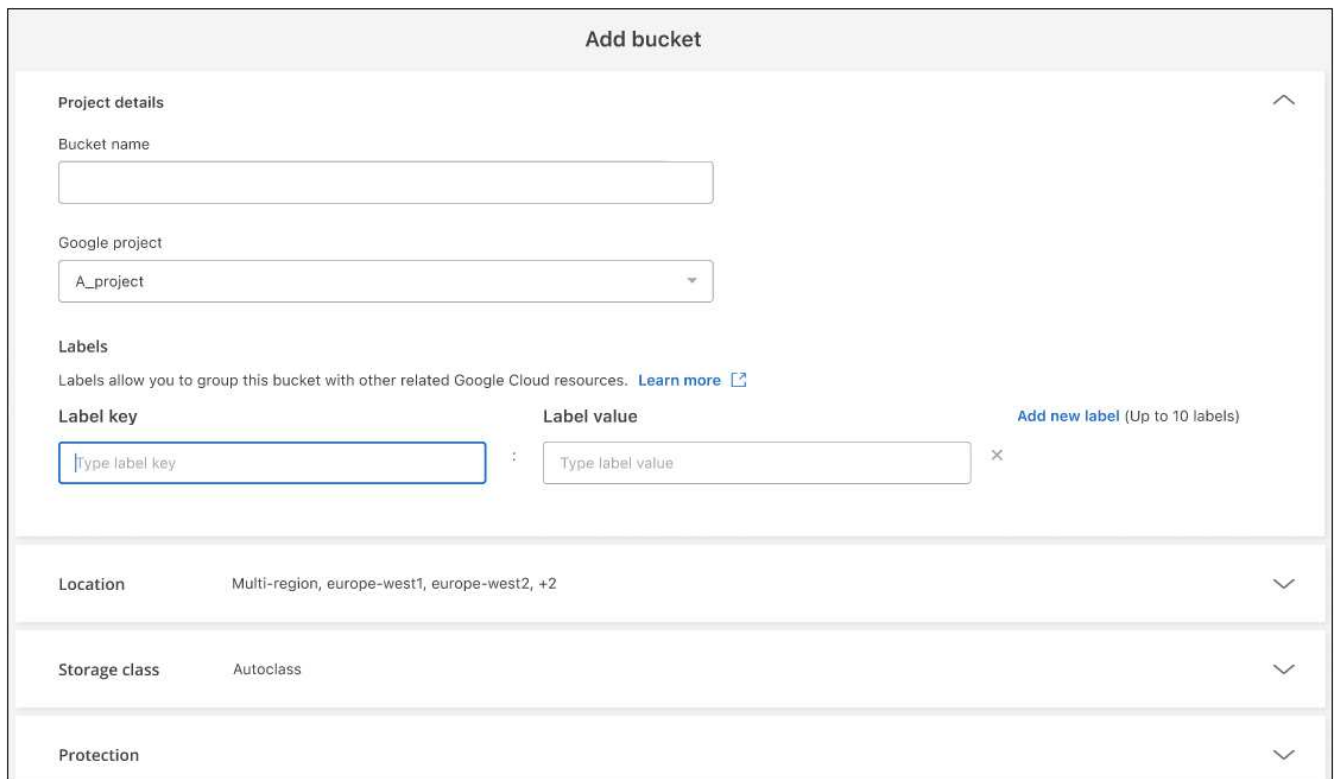 Add bucket
Project details
Bucket name
Google project
A_project
Labels
Labels allow you to group this bucket with other related Google Cloud resources. Learn more
Label key Label value Add new label (Up to 10 labels)
Type label key : Type label value ×
Location Multi-region, europe-west1, europe-west2, +2
Storage class Autoclass
Protection